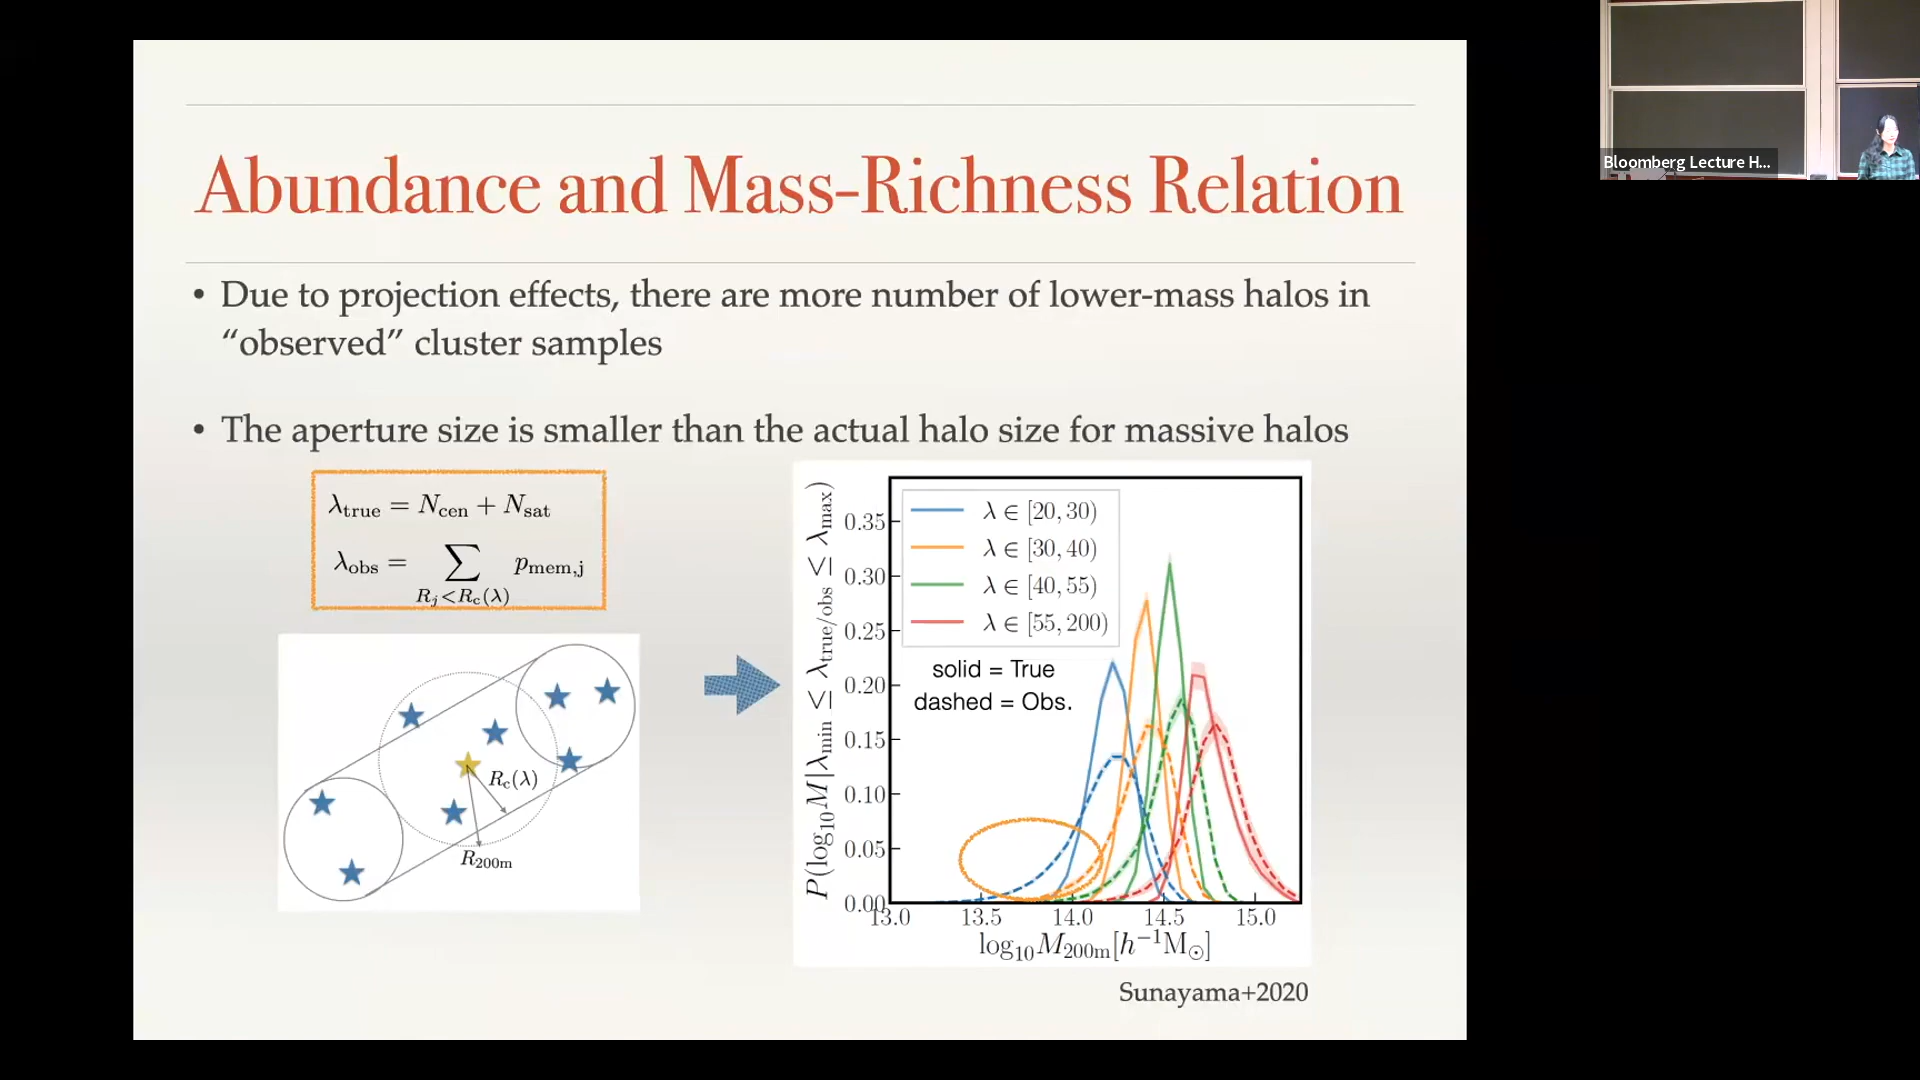 Abundance and Mass-Richness Relation
• Due to projection effects, there are more number of lower-mass halos in
“observed” cluster samples
• The aperture size is smaller than the actual halo size for massive halos
λ_true = N_cen + N_sat
λ_obs = ∑_{R_j<R_c(λ)} p_mem,j
R_c(λ)
R_200m
P(log₁₀M|λ_min ≤ λ_true/obs ≤ λ_max)
0.35
0.30
0.25
0.20
0.15
0.10
0.05
0.00
λ ∈ [20, 30)
λ ∈ [30, 40)
λ ∈ [40, 55)
λ ∈ [55, 200)
solid = True
dashed = Obs.
13.0 13.5 14.0 14.5 15.0
log₁₀M_200m[h⁻¹M_⊙]
Sunayama+2020
Bloomberg Lecture H...